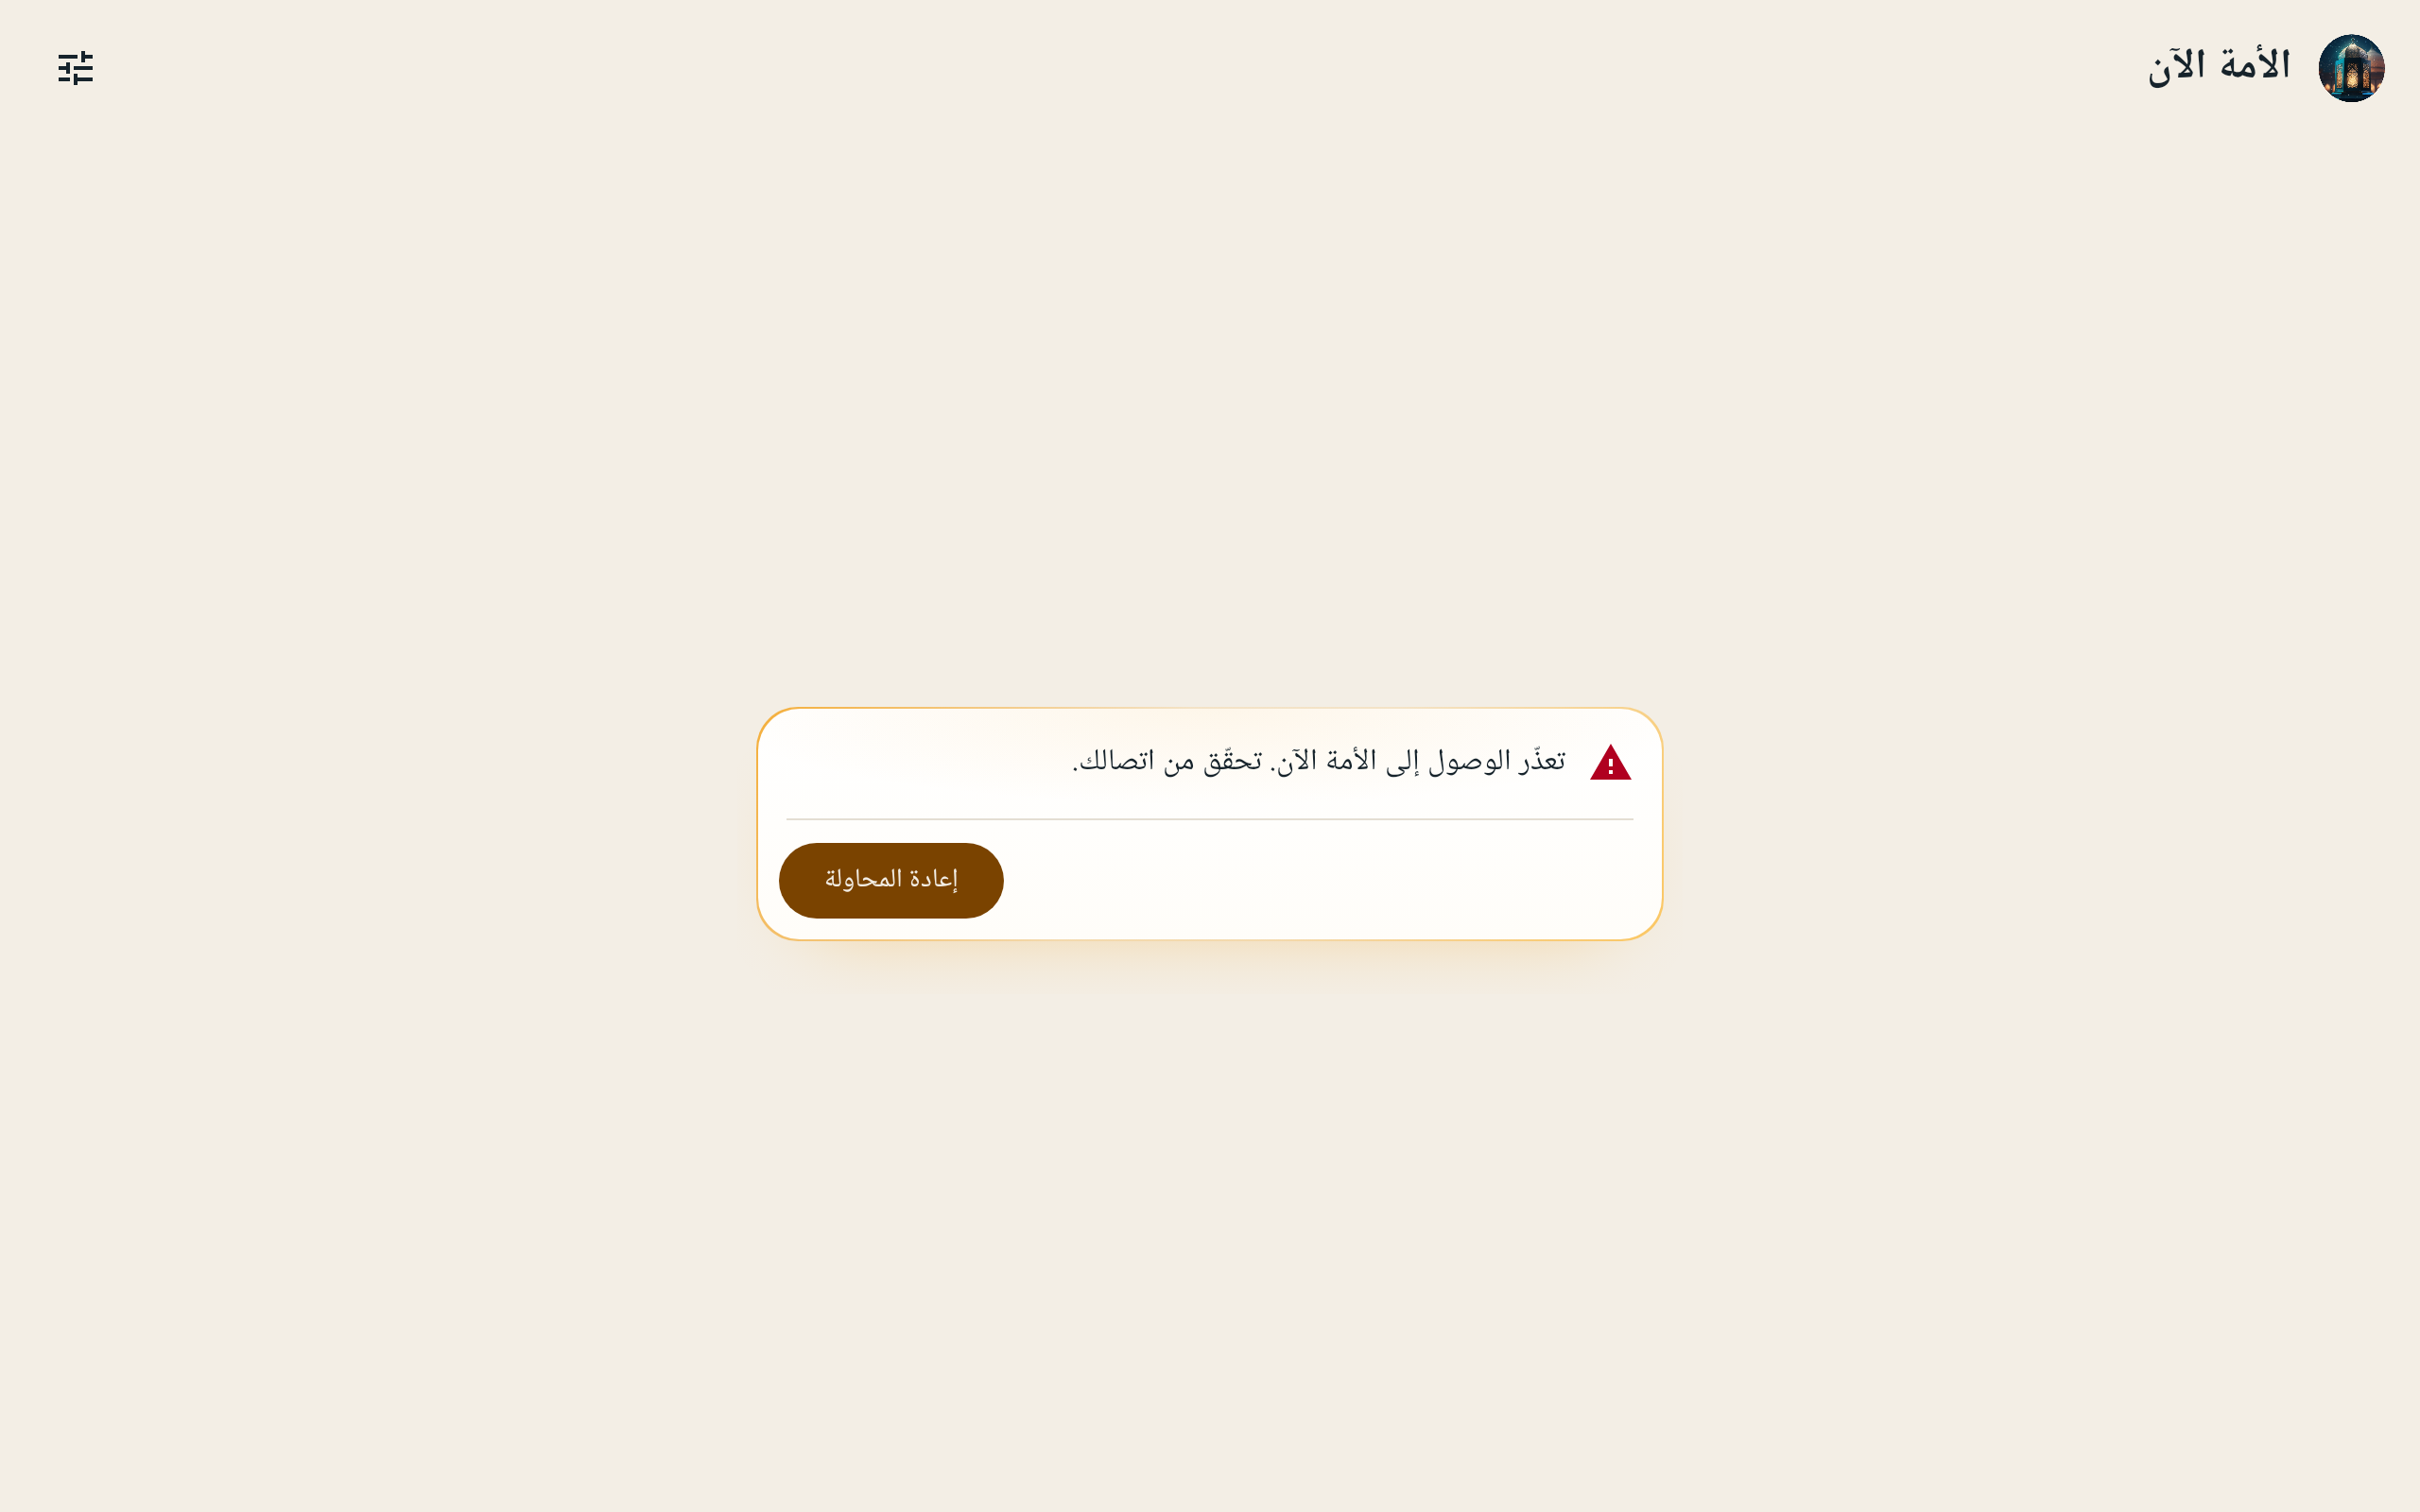 الأمة الآن
تعذّر الوصول إلى الأمة الآن. تحقّق من اتصالك.
إعادة المحاولة